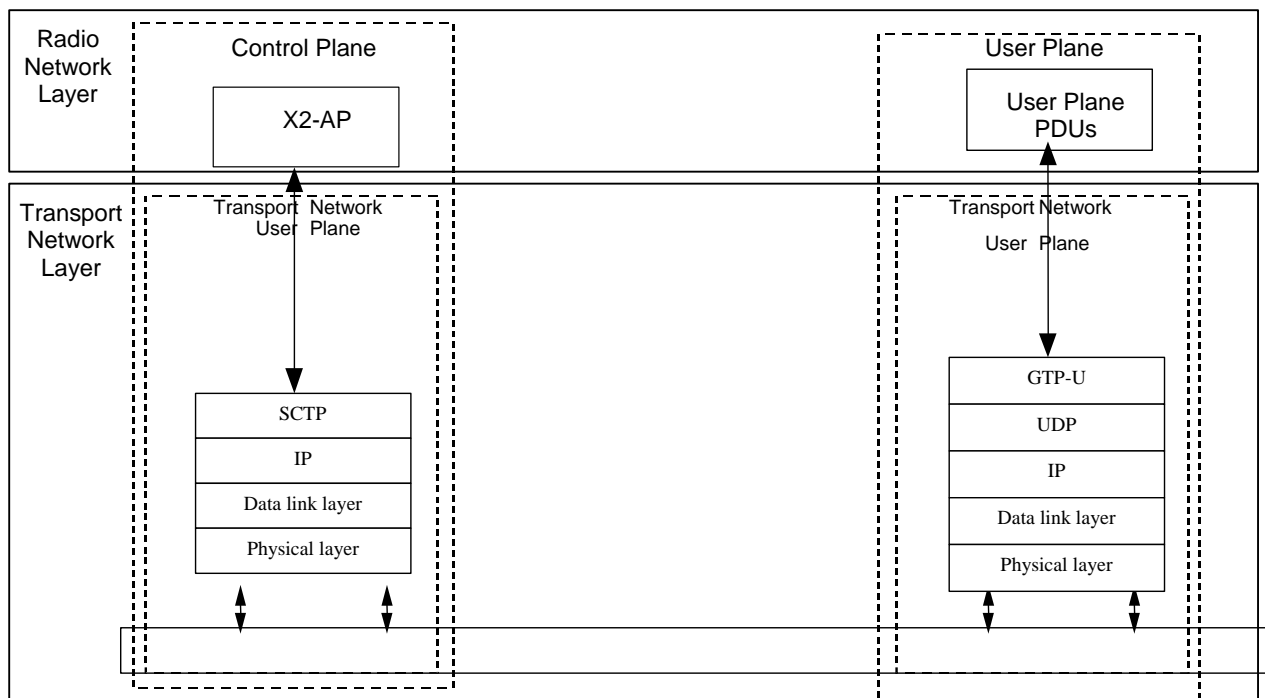 Radio
Network
Layer
Control Plane
X2-AP
User Plane
User Plane
PDUs
Transport
Network
Layer
Transport Network
User Plane
SCTP
IP
Data link layer
Physical layer
Transport Network
User Plane
GTP-U
UDP
IP
Data link layer
Physical layer